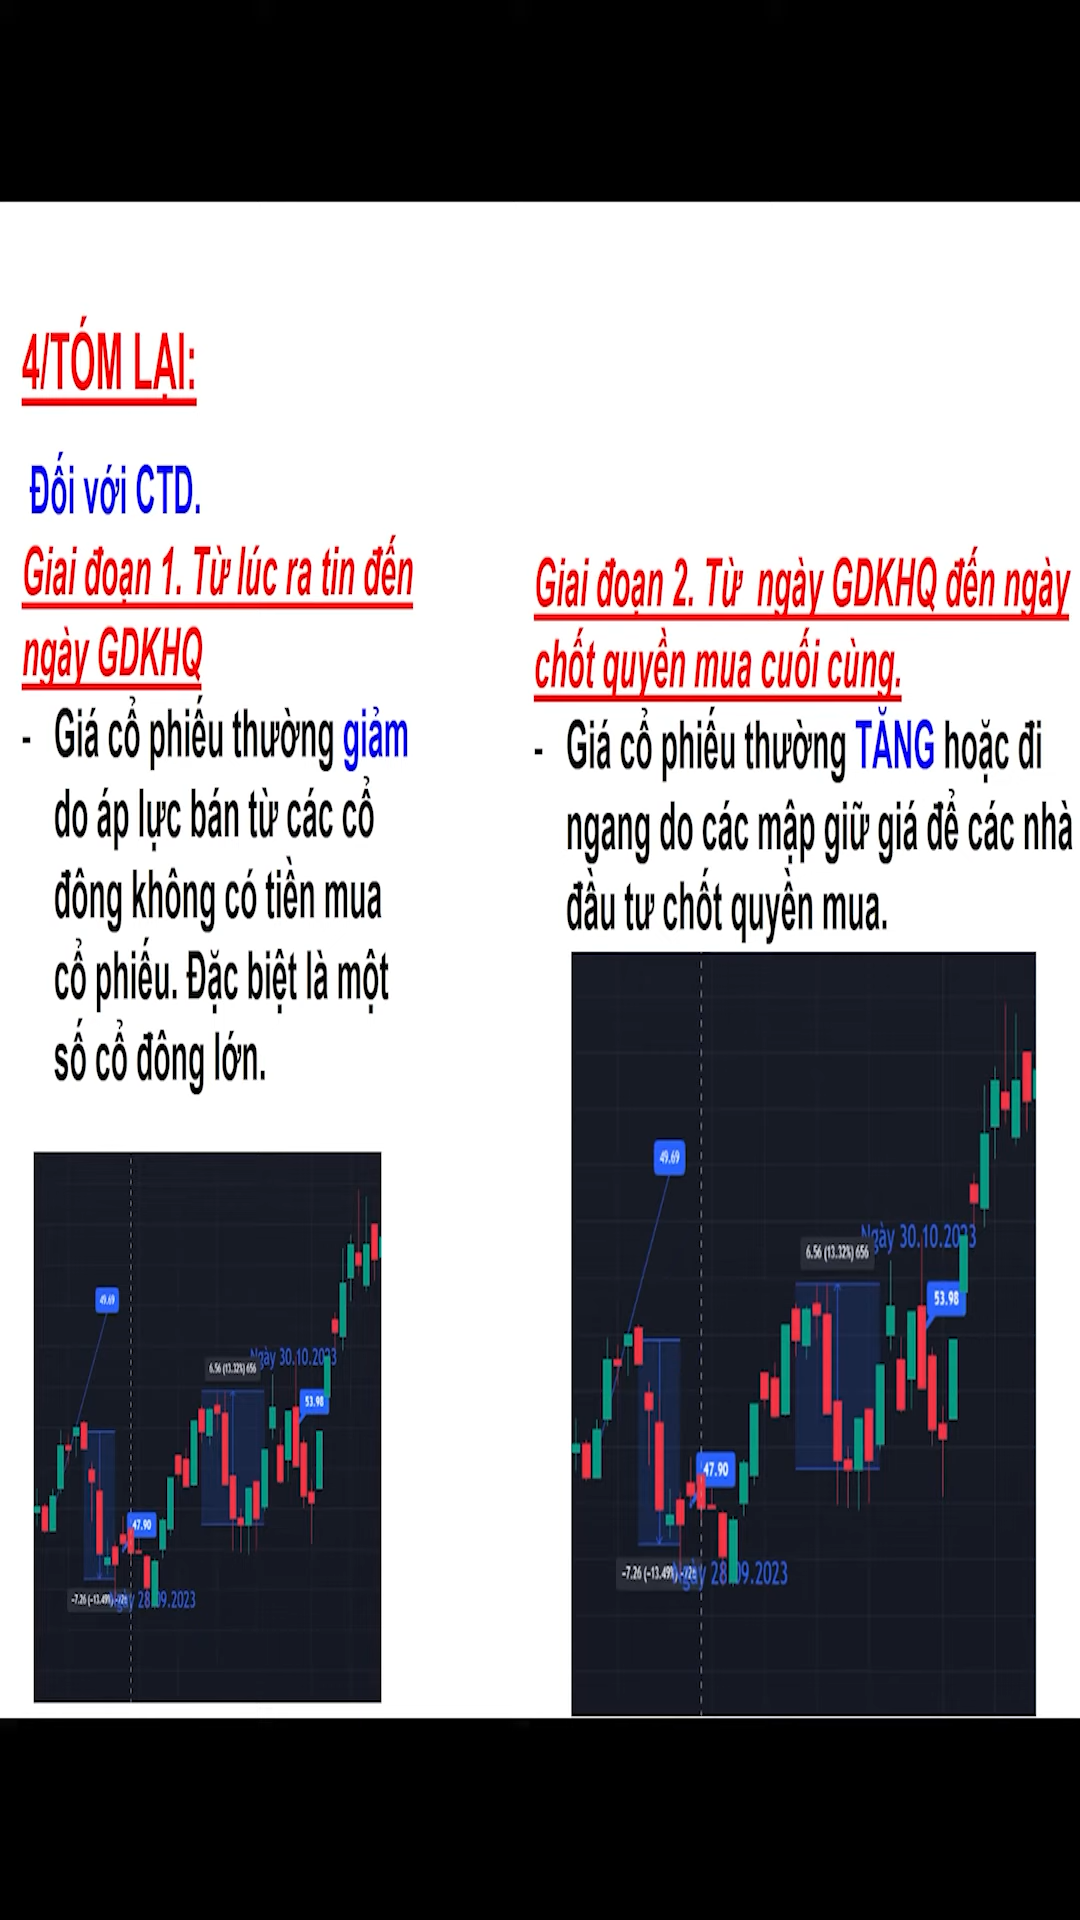 4/TÓM LẠI:
Đối với CTD.
Giai đoạn 1. Từ lúc ra tin đến
ngày GDKHQ
- Giá cổ phiếu thường giảm
do áp lực bán từ các cổ
đông không có tiền mua
cổ phiếu. Đặc biệt là một
số cổ đông lớn.
49.69
6.56 (13.32%) 656
Ngày 30.10.2023
53.98
47.90
-7.26 (-13.49%)
Ngày 28.09.2023
Giai đoạn 2. Từ ngày GDKHQ đến ngày
chốt quyền mua cuối cùng.
- Giá cổ phiếu thường TĂNG hoặc đi
ngang do các mập giữ giá để các nhà
đầu tư chốt quyền mua.
49.69
Ngày 30.10.2023
6.56 (13.32%) 656
53.98
47.90
-7.26 (-13.49%)
Ngày 28.09.2023